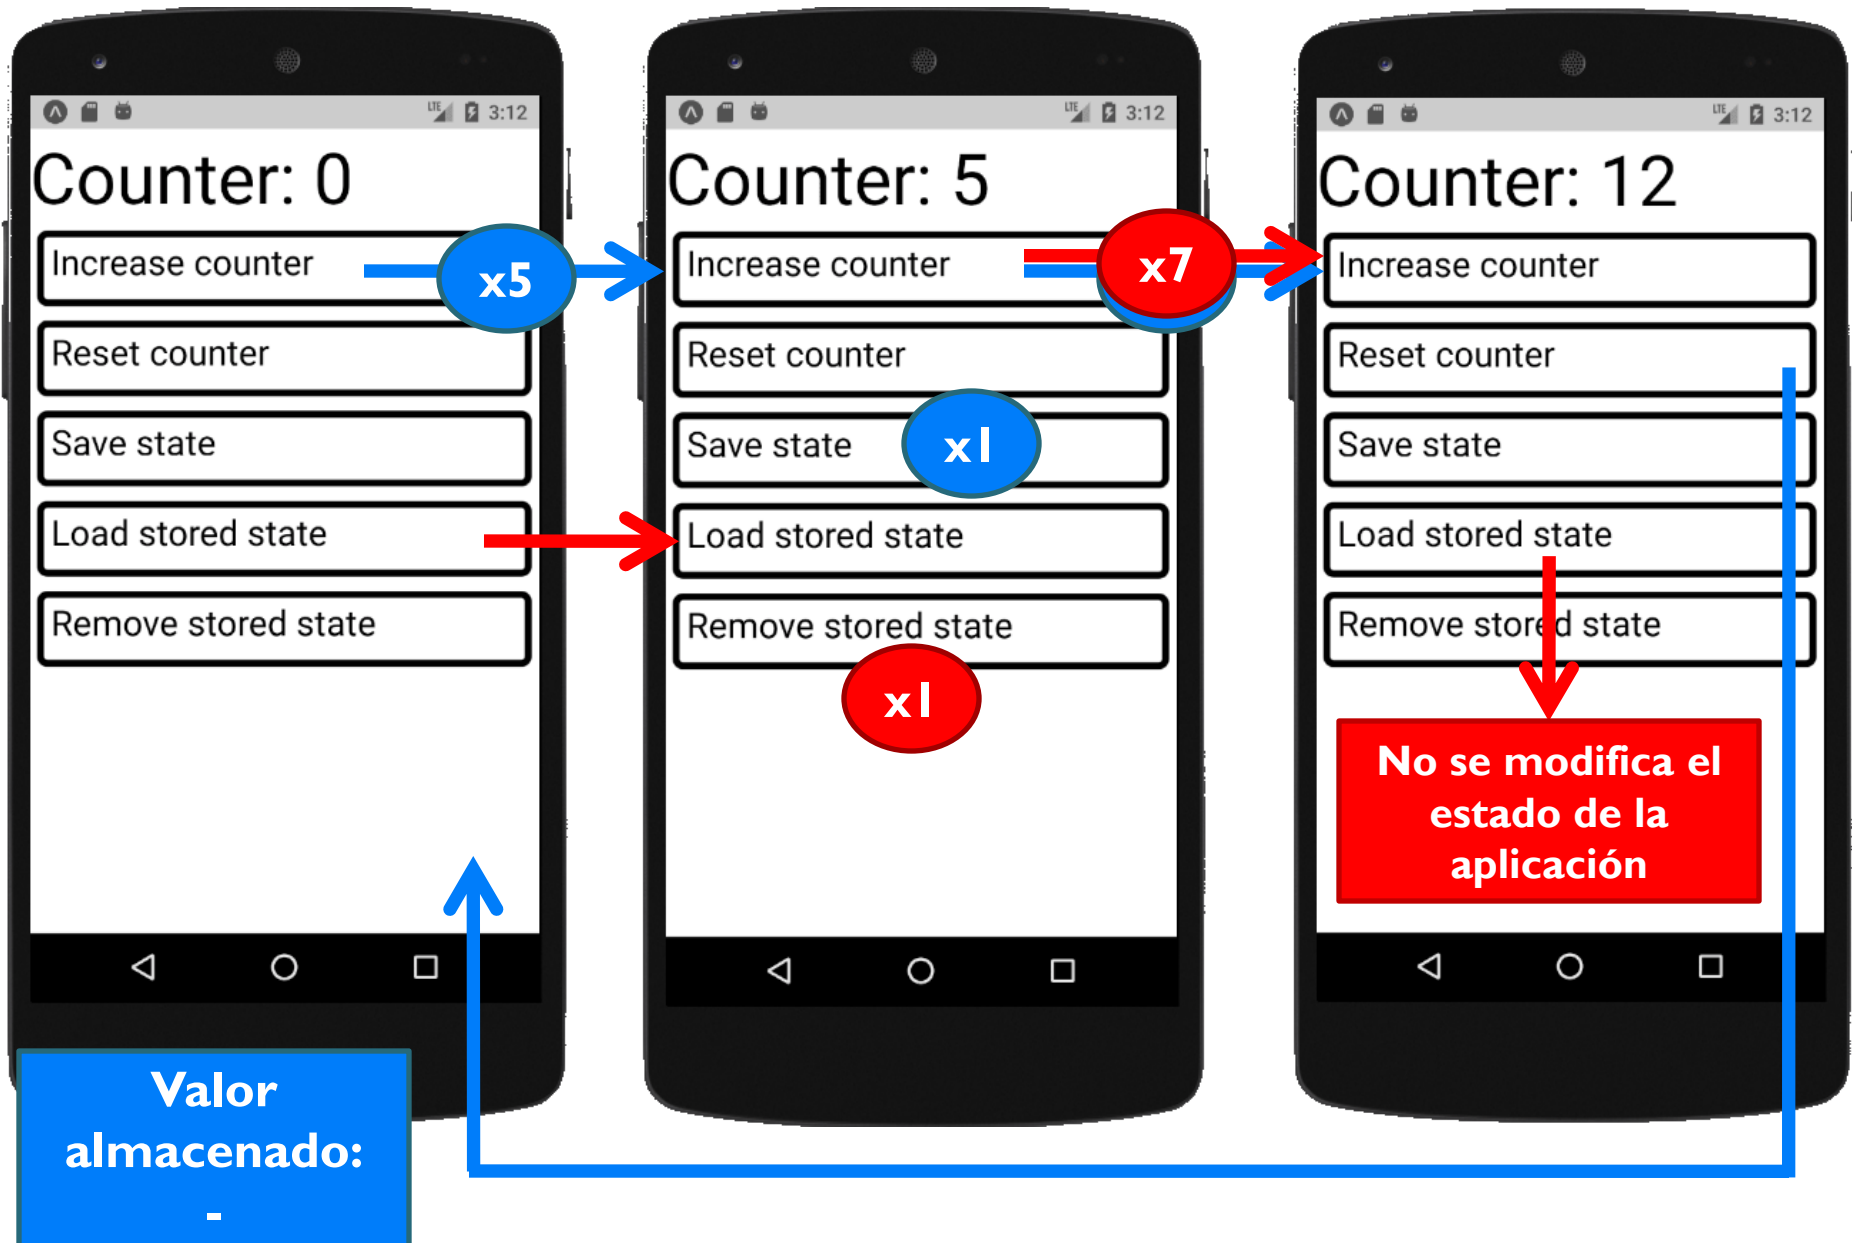 LTE 3:12
Counter: 0
Increase counter
x5
Reset counter
Save state
Load stored state
Remove stored state
Valor
almacenado:
-
LTE 3:12
Counter: 5
Increase counter
x7
Reset counter
Save state
x1
Load stored state
Remove stored state
x1
LTE 3:12
Counter: 12
Increase counter
Reset counter
Save state
Load stored state
Remove stored state
No se modifica el
estado de la
aplicación